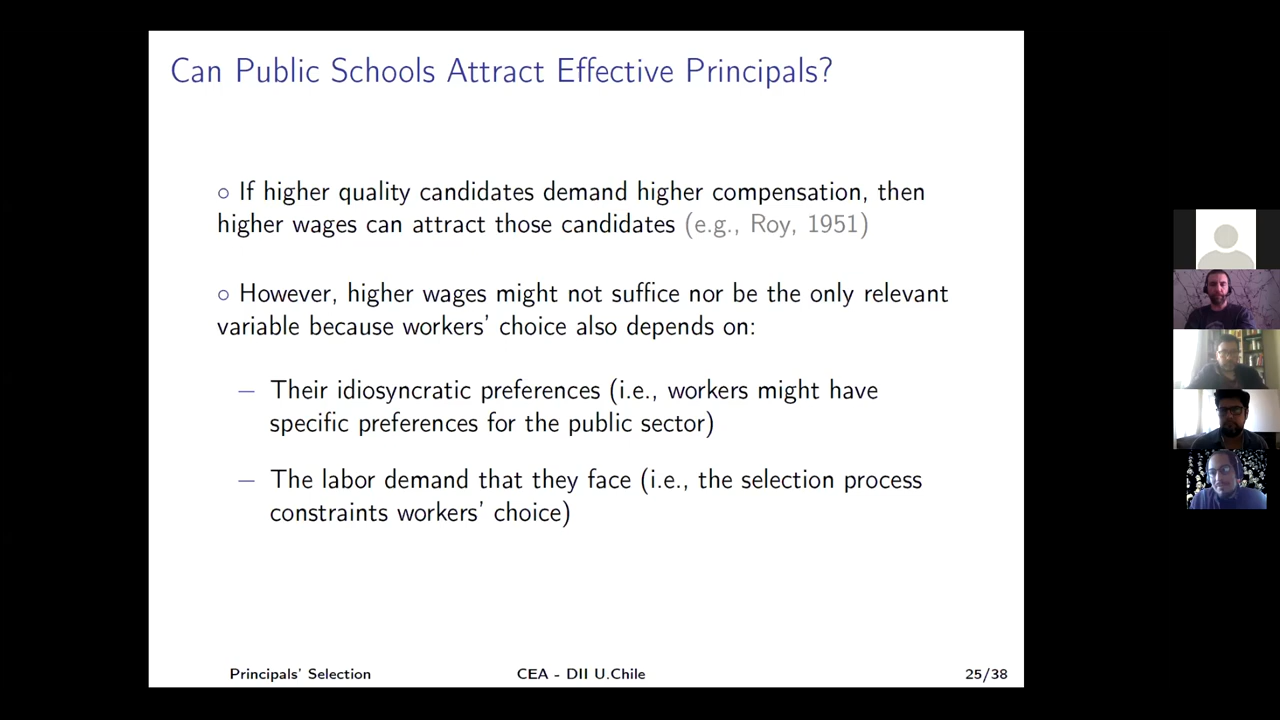 Can Public Schools Attract Effective Principals?
○ If higher quality candidates demand higher compensation, then
higher wages can attract those candidates (e.g., Roy, 1951)
○ However, higher wages might not suffice nor be the only relevant
variable because workers' choice also depends on:
– Their idiosyncratic preferences (i.e., workers might have
specific preferences for the public sector)
– The labor demand that they face (i.e., the selection process
constraints workers' choice)
Principals' Selection
CEA - DII U.Chile
25/38